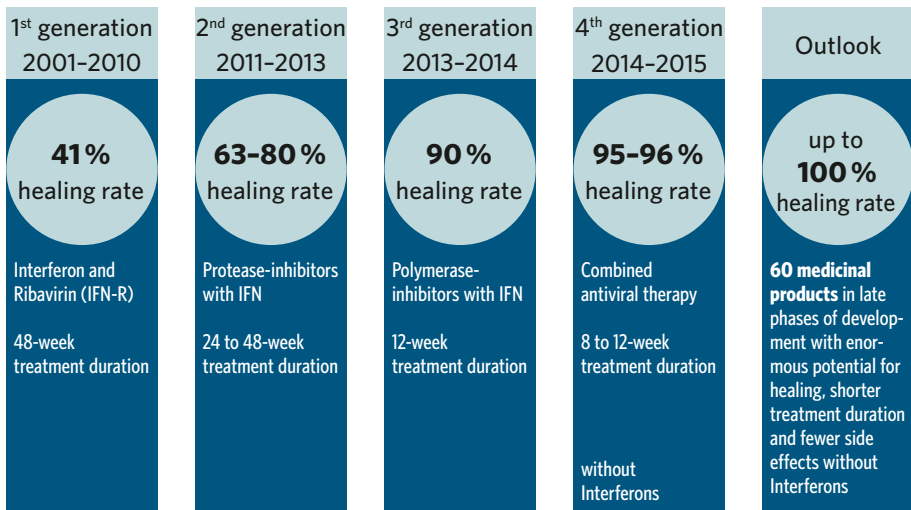 1st generation
2001–2010
41 %
healing rate
Interferon and
Ribavirin (IFN-R)
48-week
treatment duration
2nd generation
2011–2013
63–80 %
healing rate
Protease-inhibitors
with IFN
24 to 48-week
treatment duration
3rd generation
2013–2014
90 %
healing rate
Polymerase-
inhibitors with IFN
12-week
treatment duration
4th generation
2014–2015
95–96 %
healing rate
Combined
antiviral therapy
8 to 12-week
treatment duration
without
Interferons
Outlook
up to
100 %
healing rate
60 medicinal
products in late
phases of develop-
ment with enor-
mous potential for
healing, shorter
treatment duration
and fewer side
effects without
Interferons